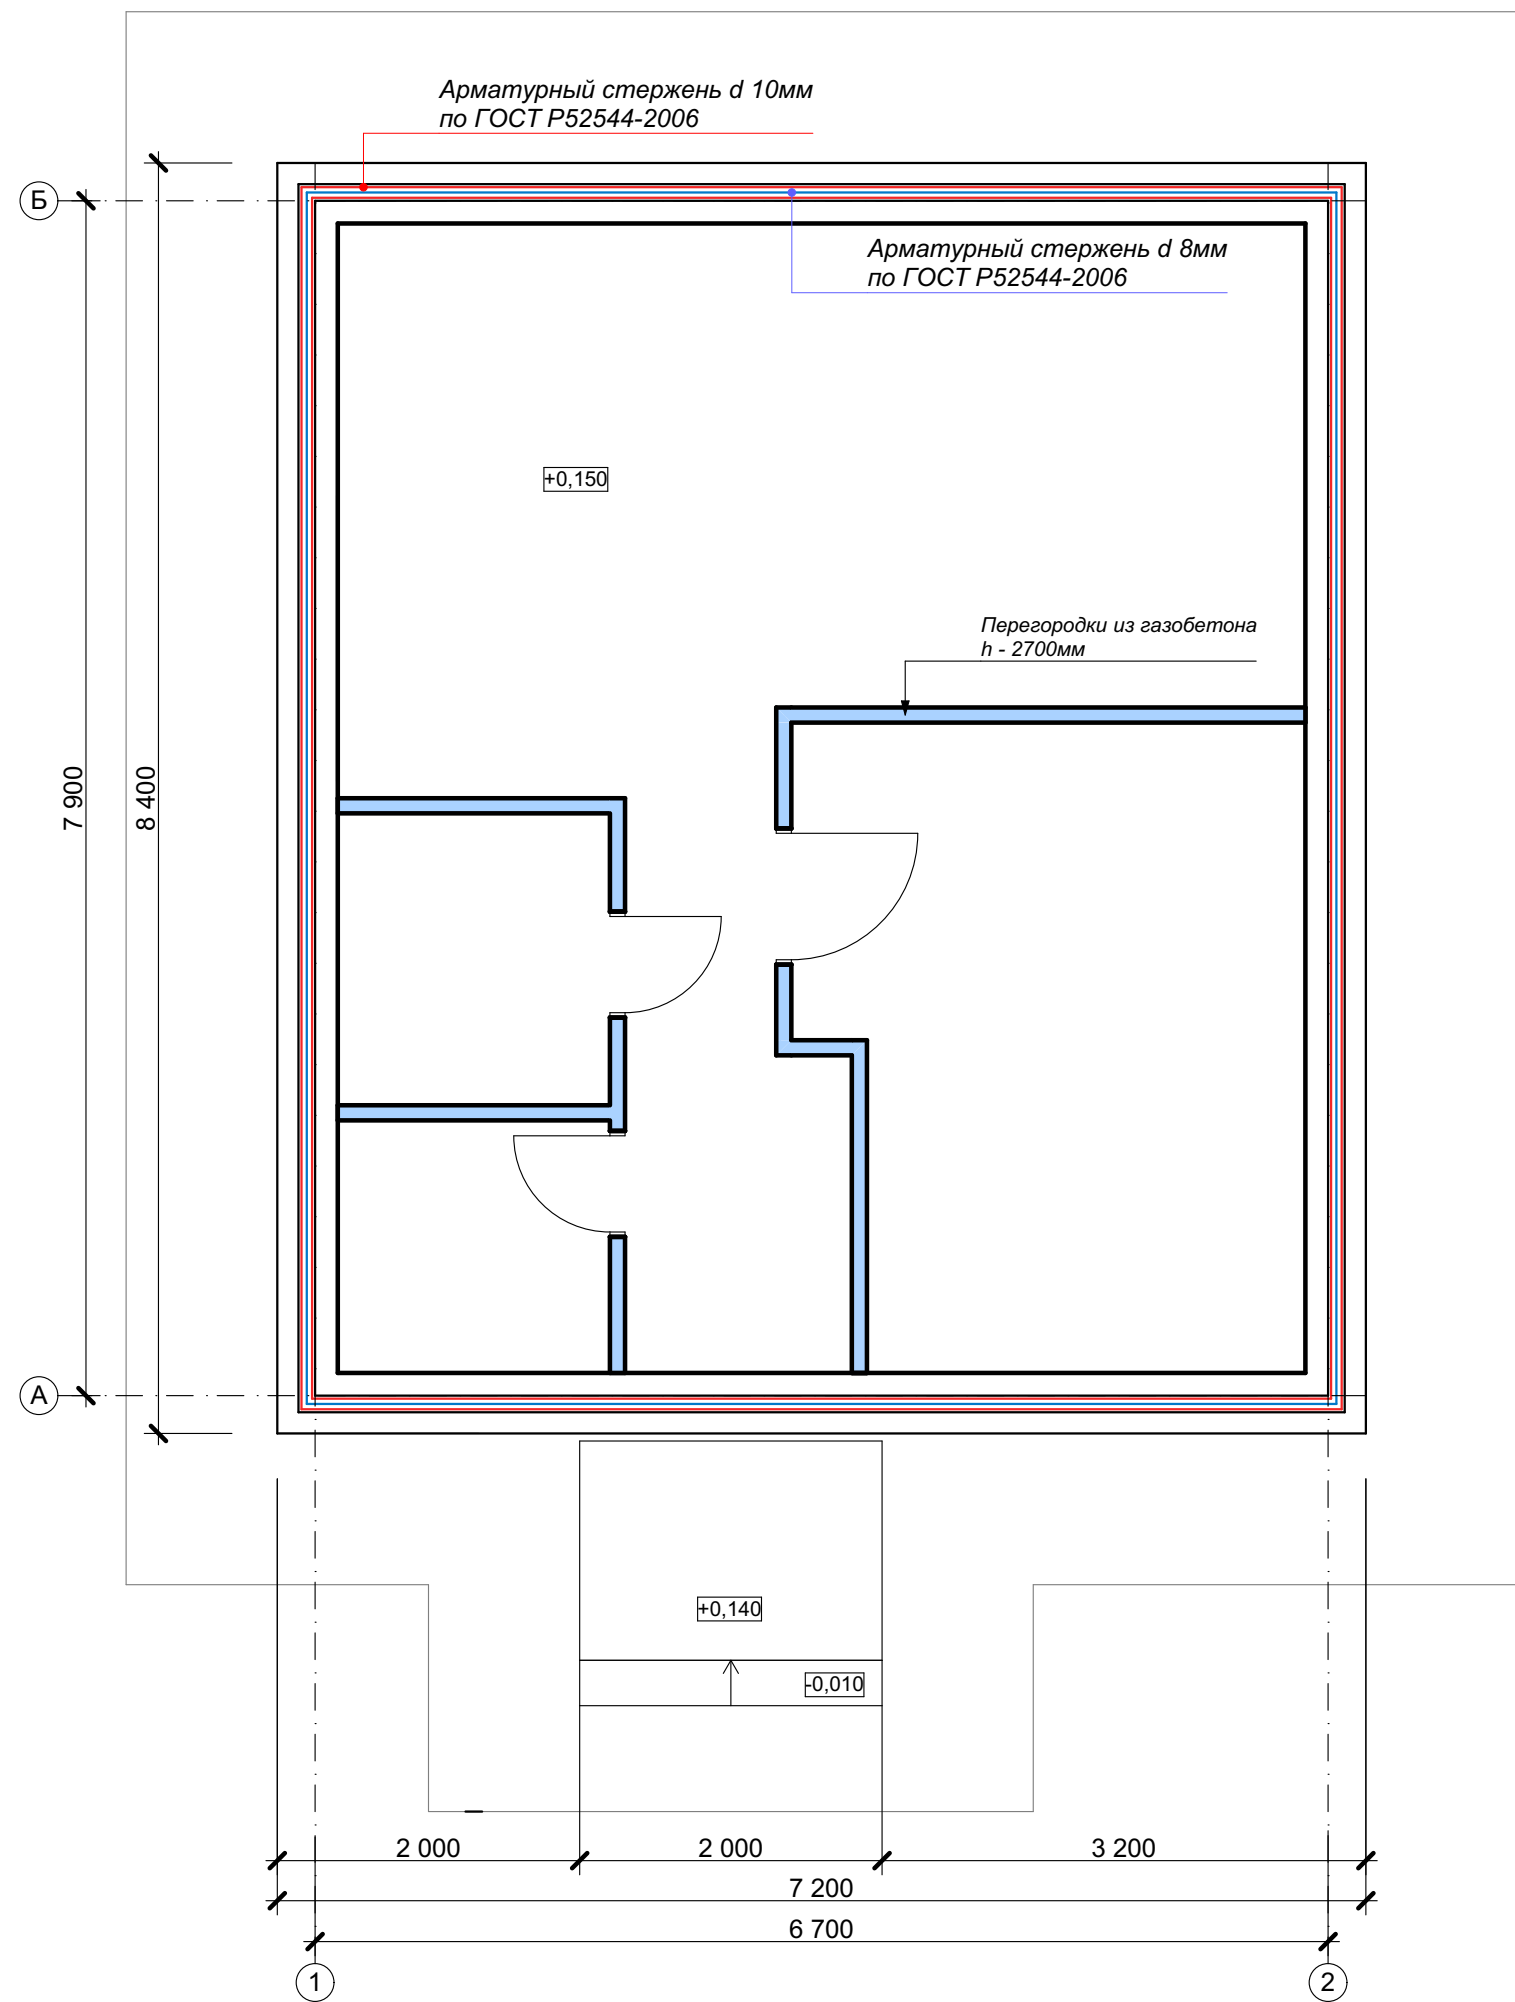 Арматурный стержень d 10мм
по ГОСТ Р52544-2006
Б
Арматурный стержень d 8мм
по ГОСТ Р52544-2006
+0,150
Перегородки из газобетона
h - 2700мм
7 900
8 400
А
+0,140
-0,010
2 000
2 000
3 200
7 200
6 700
1
2